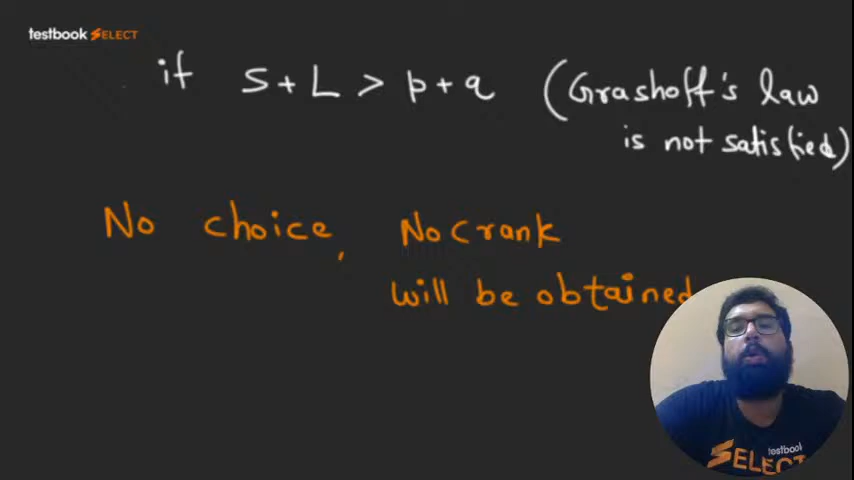 testbook SELECT
if S+L > p+q (Grashoff's law
is not satisfied)
No choice, No crank
will be obtained
testbook
SELECT